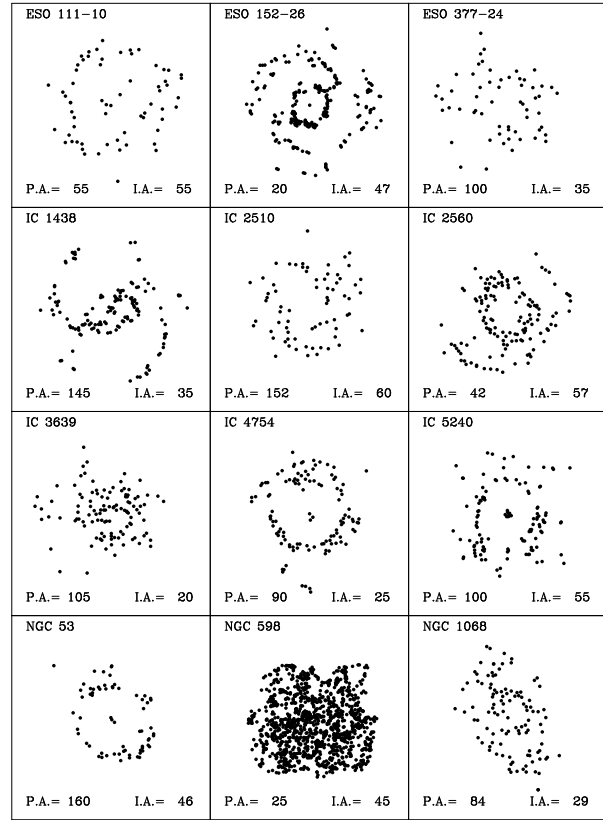 ESO 111-10
P.A.= 55 I.A.= 55
ESO 152-26
P.A.= 20 I.A.= 47
ESO 377-24
P.A.= 100 I.A.= 35
IC 1438
P.A.= 145 I.A.= 35
IC 2510
P.A.= 152 I.A.= 60
IC 2560
P.A.= 42 I.A.= 57
IC 3639
P.A.= 105 I.A.= 20
IC 4754
P.A.= 90 I.A.= 25
IC 5240
P.A.= 100 I.A.= 55
NGC 53
P.A.= 160 I.A.= 46
NGC 598
P.A.= 25 I.A.= 45
NGC 1068
P.A.= 84 I.A.= 29